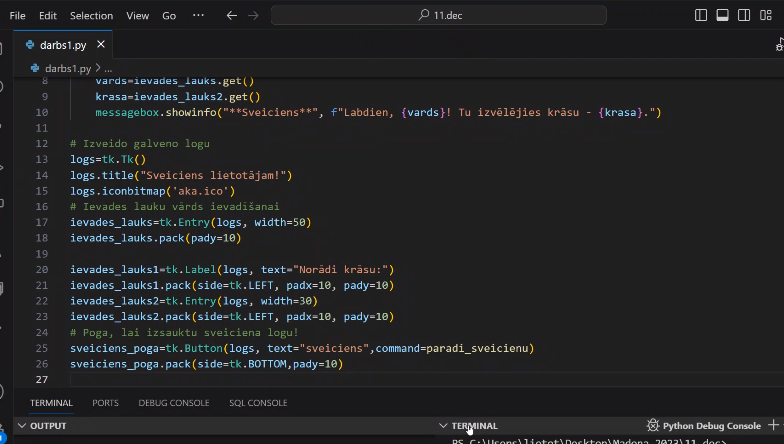 File Edit Selection View Go ··· ← → 11.dec
darbs1.py ×
darbs1.py > ...
8 vards=ievades_lauks.get()
9 krasa=ievades_lauks2.get()
10 messagebox.showinfo("**Sveiciens**", f"Labdien, {vards}! Tu izvēlējies krāsu - {krasa}.")
11
12 # Izveido galveno logu
13 logs=tk.Tk()
14 logs.title("Sveiciens lietotājam!")
15 logs.iconbitmap('aka.ico')
16 # Ievades lauku vārds ievadīšanai
17 ievades_lauks=tk.Entry(logs, width=50)
18 ievades_lauks.pack(pady=10)
19
20 ievades_lauks1=tk.Label(logs, text="Norādi krāsu:")
21 ievades_lauks1.pack(side=tk.LEFT, padx=10, pady=10)
22 ievades_lauks2=tk.Entry(logs, width=30)
23 ievades_lauks2.pack(side=tk.LEFT, padx=10, pady=10)
24 # Poga, lai izsauktu sveiciena logu!
25 sveiciens_poga=tk.Button(logs, text="sveiciens",command=paradi_sveicienu)
26 sveiciens_poga.pack(side=tk.BOTTOM,pady=10)
27
TERMINAL PORTS DEBUG CONSOLE SQL CONSOLE
OUTPUT TERMINAL Python Debug Console +
PS C:\Users\lietot\Desktop\Madona 2023\11.dec>